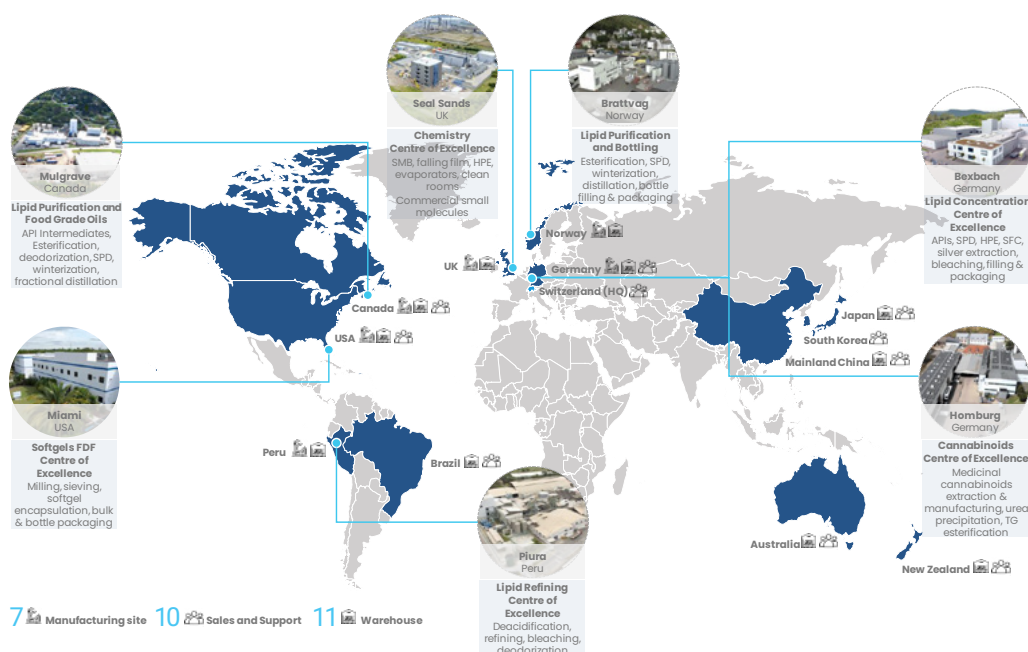 Seal Sands
UK
Chemistry
Centre of Excellence
SMB, falling film, HPE,
evaporators, clean
rooms
Commercial small
molecules
Brattvag
Norway
Lipid Purification
and Bottling
Esterification, SPD,
winterization,
distillation, bottle
filling & packaging
Mulgrave
Canada
Lipid Purification and
Food Grade Oils
API Intermediates,
Esterification,
deodorization, SPD,
winterization,
fractional distillation
Bexbach
Germany
Lipid Concentration
Centre of
Excellence
APIs, SPD, HPE, SFC,
silver extraction,
bleaching, filling &
packaging
Norway
UK
Germany
Switzerland (HQ)
Canada
USA
Japan
South Korea
Mainland China
Miami
USA
Softgels FDF
Centre of
Excellence
Milling, sieving,
softgel
encapsulation, bulk
& bottle packaging
Homburg
Germany
Cannabinoids
Centre of Excellence
Medicinal
cannabinoids
extraction &
manufacturing, urea
precipitation, TG
esterification
Peru
Brazil
Piura
Peru
Lipid Refining
Centre of
Excellence
Deacidification,
refining, bleaching,
deodorization
Australia
New Zealand
7 Manufacturing site 10 Sales and Support 11 Warehouse